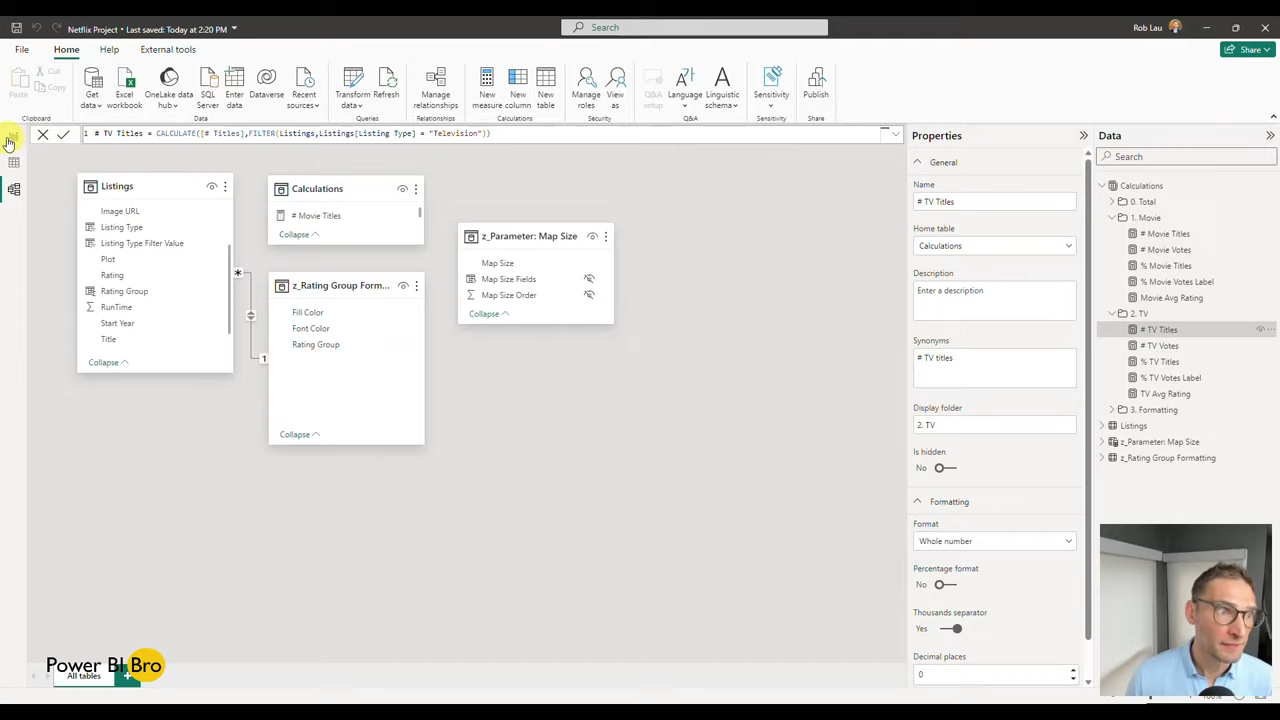 Netflix Project • Last saved: Today at 2:20 PM
Search
Rob Lau
File
Home
Help
External tools
Share
Paste
Cut
Copy
Get data
Excel workbook
OneLake data hub
SQL Server
Enter data
Dataverse
Recent sources
Transform data
Refresh
Manage relationships
New measure
New column
New table
Manage roles
View as
Q&A setup
Language
Linguistic schema
Sensitivity
Publish
Clipboard
Data
Queries
Relationships
Calculations
Security
Q&A
Sensitivity
Share
1 # TV Titles = CALCULATE([# Titles],FILTER(Listings,Listings[Listing Type] = "Television"))
Listings
Image URL
Listing Type
Listing Type Filter Value
Plot
Rating
Rating Group
RunTime
Start Year
Title
Collapse
Calculations
# Movie Titles
Collapse
z_Rating Group Form...
Fill Color
Font Color
Rating Group
Collapse
* 1
z_Parameter: Map Size
Map Size
Map Size Fields
Map Size Order
Collapse
Properties
General
Name
# TV Titles
Home table
Calculations
Description
Enter a description
Synonyms
# TV titles
Display folder
2. TV
Is hidden
No
Formatting
Format
Whole number
Percentage format
No
Thousands separator
Yes
Decimal places
0
Data
Search
Calculations
0. Total
1. Movie
# Movie Titles
# Movie Votes
% Movie Titles
% Movie Votes Label
Movie Avg Rating
2. TV
# TV Titles
# TV Votes
% TV Titles
% TV Votes Label
TV Avg Rating
3. Formatting
Listings
z_Parameter: Map Size
z_Rating Group Formatting
Power BI Bro
All tables